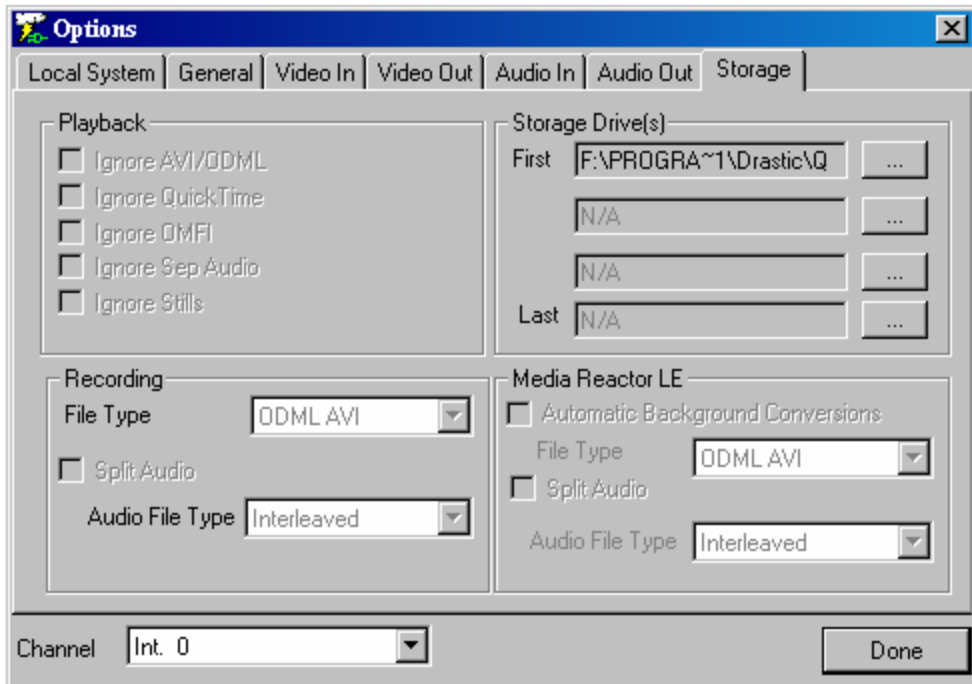 Options
Local System General Video In Video Out Audio In Audio Out Storage
Playback
Ignore AVI/ODML
Ignore QuickTime
Ignore OMFI
Ignore Sep Audio
Ignore Stills
Storage Drive(s)
First F:\PROGRA~1\Drastic\Q ...
N/A ...
N/A ...
Last N/A ...
Recording
File Type ODML AVI
Split Audio
Audio File Type Interleaved
Media Reactor LE
Automatic Background Conversions
File Type ODML AVI
Split Audio
Audio File Type Interleaved
Channel Int. 0
Done